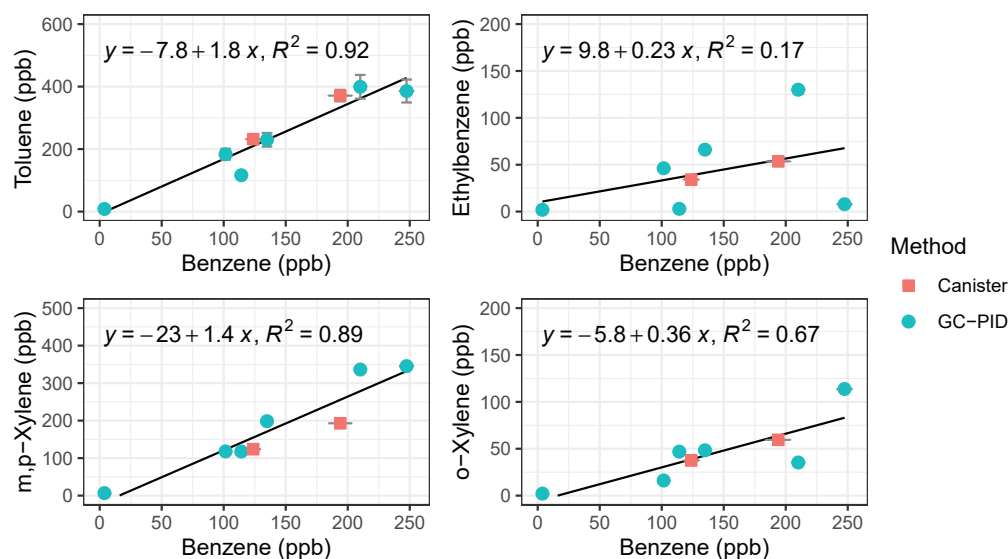 Toluene (ppb)
600
400
200
0
y = −7.8 + 1.8 x, R² = 0.92
0 50 100 150 200 250
Benzene (ppb)
Ethylbenzene (ppb)
200
150
100
50
0
y = 9.8 + 0.23 x, R² = 0.17
0 50 100 150 200 250
Benzene (ppb)
m,p−Xylene (ppb)
500
400
300
200
100
0
y = −23 + 1.4 x, R² = 0.89
0 50 100 150 200 250
Benzene (ppb)
o−Xylene (ppb)
200
150
100
50
0
y = −5.8 + 0.36 x, R² = 0.67
0 50 100 150 200 250
Benzene (ppb)
Method
Canister
GC−PID